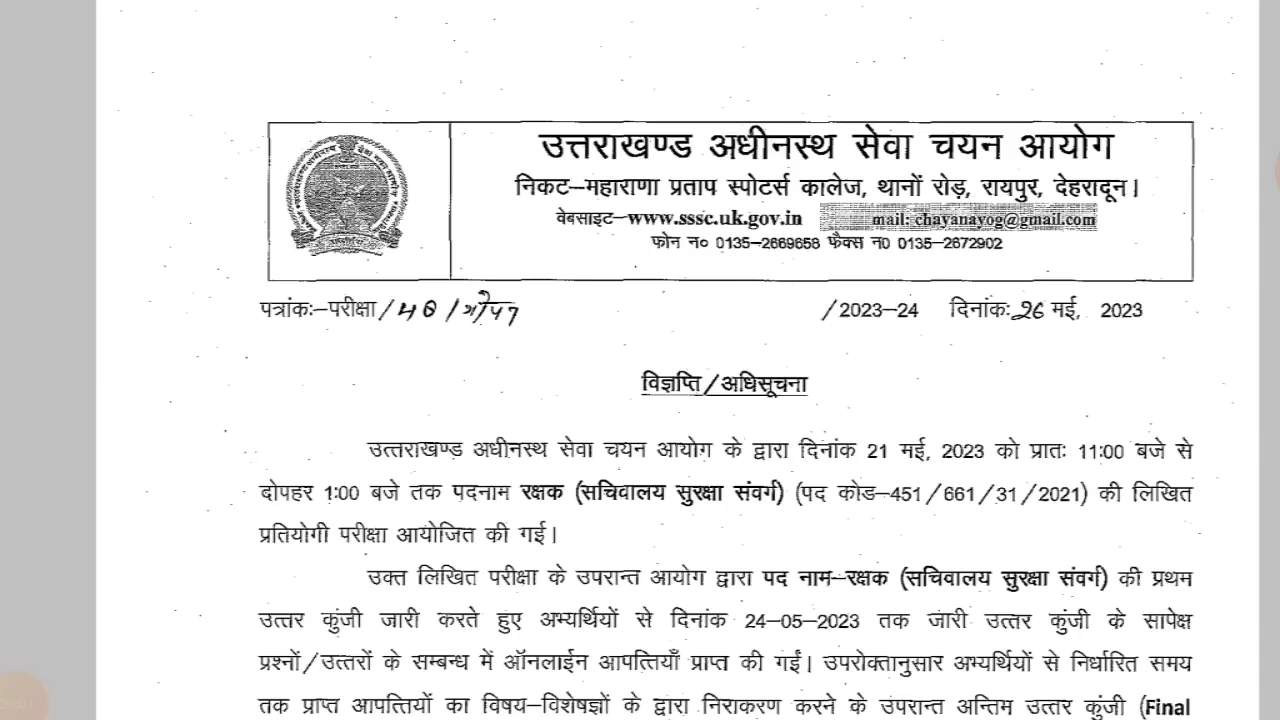 उत्तराखण्ड अधीनस्थ सेवा चयन आयोग
निकट–महाराणा प्रताप स्पोटर्स कालेज, थानों रोड़, रायपुर, देहरादून।
वेबसाइट–www.sssc.uk.gov.in mail: chayanayog@gmail.com
फोन न० 0135–2669658 फैक्स न0 0135–2672902
पत्रांकः–परीक्षा/ /2023–24 दिनांकः 26 मई, 2023
विज्ञप्ति/अधिसूचना
उत्तराखण्ड अधीनस्थ सेवा चयन आयोग के द्वारा दिनांक 21 मई, 2023 को प्रातः 11:00 बजे से
दोपहर 1:00 बजे तक पदनाम रक्षक (सचिवालय सुरक्षा संवर्ग) (पद कोड–451/661/31/2021) की लिखित
प्रतियोगी परीक्षा आयोजित की गई।
उक्त लिखित परीक्षा के उपरान्त आयोग द्वारा पद नाम–रक्षक (सचिवालय सुरक्षा संवर्ग) की प्रथम
उत्तर कुंजी जारी करते हुए अभ्यर्थियों से दिनांक 24–05–2023 तक जारी उत्तर कुंजी के सापेक्ष
प्रश्नों/उत्तरों के सम्बन्ध में ऑनलाईन आपत्तियाँ प्राप्त की गईं। उपरोक्तानुसार अभ्यर्थियों से निर्धारित समय
तक प्राप्त आपत्तियों का विषय–विशेषज्ञों के द्वारा निराकरण करने के उपरान्त अन्तिम उत्तर कुंजी (Final